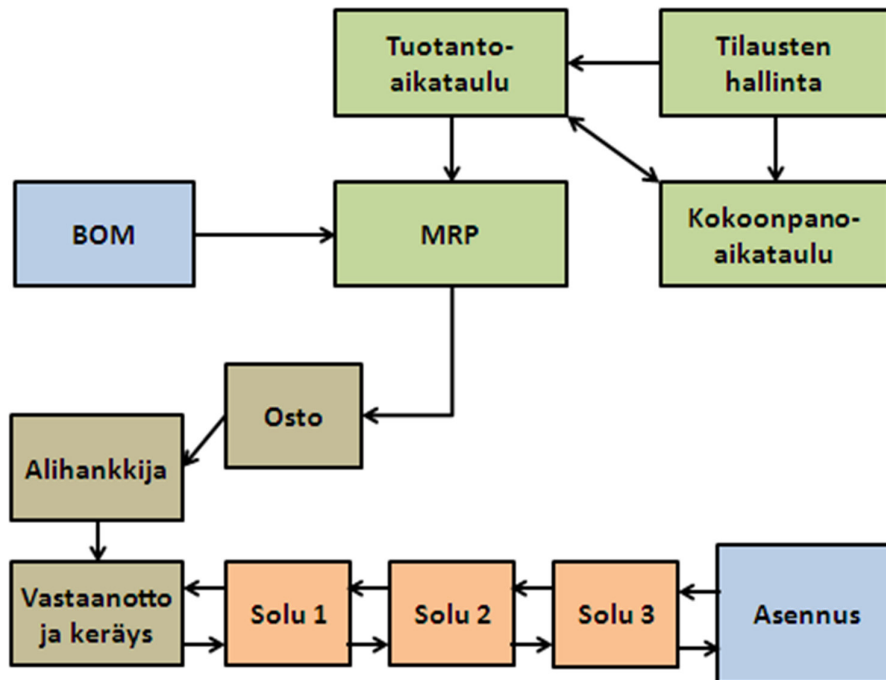 Tuotanto-
aikataulu
Tilausten
hallinta
BOM
MRP
Kokoonpano-
aikataulu
Osto
Alihankkija
Vastaanotto
ja keräys
Solu 1
Solu 2
Solu 3
Asennus